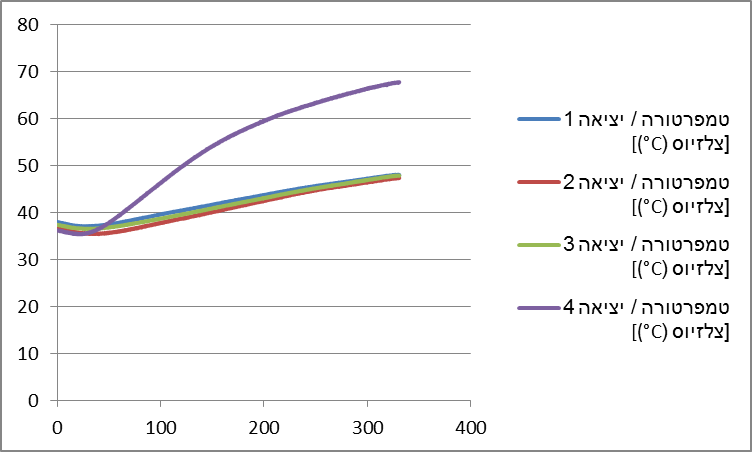 80
70
60
50
40
30
20
10
0
0 100 200 300 400
טמפרטורה / יציאה 1
[צלזיוס (°C)]
טמפרטורה / יציאה 2
[צלזיוס (°C)]
טמפרטורה / יציאה 3
[צלזיוס (°C)]
טמפרטורה / יציאה 4
[צלזיוס (°C)]